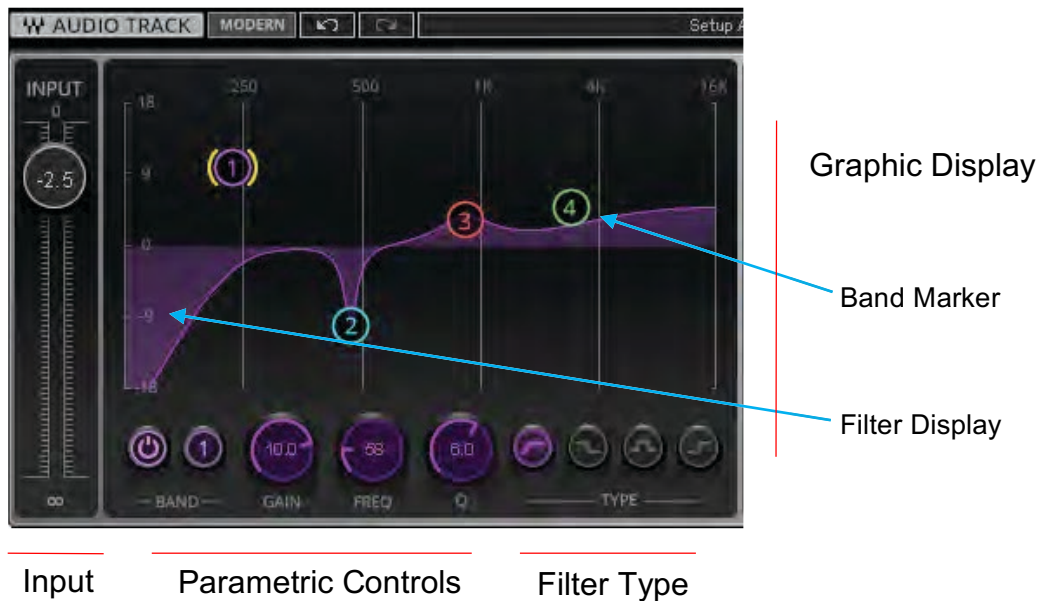 AUDIO TRACK MODERN Setup A
INPUT
0
-2.5
∞
250 500 1K 4K 16K
18
9
0
-9
-18
1
2
3
4
1 10.0 58 6.0
BAND GAIN FREQ Q TYPE
Graphic Display
Band Marker
Filter Display
Input Parametric Controls Filter Type